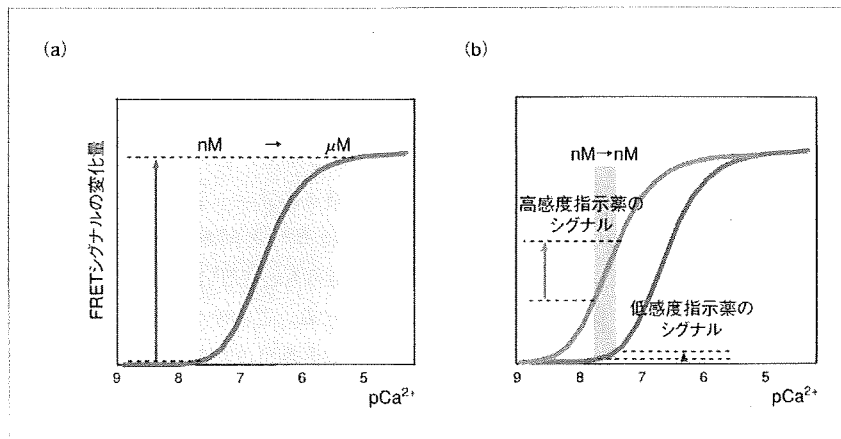 (a)
FRETシグナルの変化量
nM → μM
9 8 7 6 5
pCa²⁺
(b)
nM→nM
高感度指示薬の
シグナル
低感度指示薬の
シグナル
9 8 7 6 5
pCa²⁺